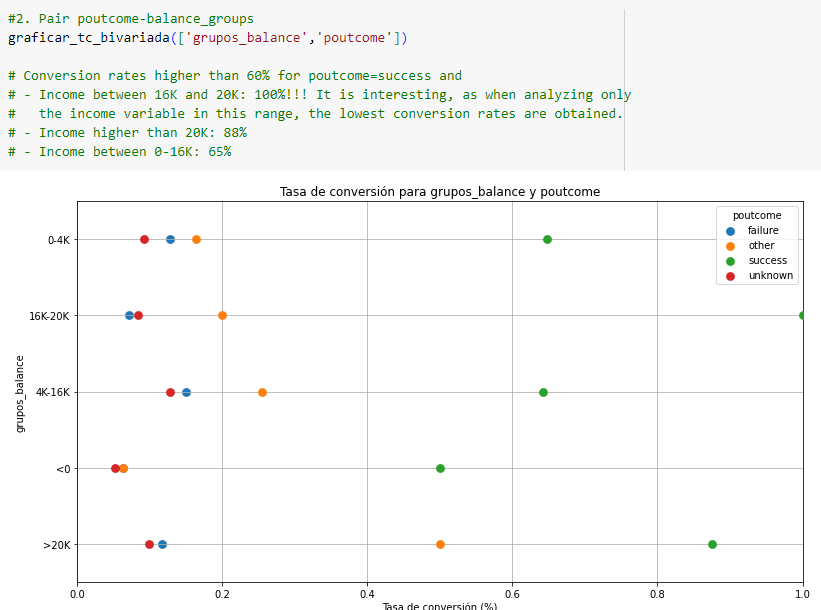 #2. Pair poutcome-balance_groups
graficar_tc_bivariada(['grupos_balance','poutcome'])
# Conversion rates higher than 60% for poutcome=success and
# - Income between 16K and 20K: 100%!!! It is interesting, as when analyzing only
#   the income variable in this range, the lowest conversion rates are obtained.
# - Income higher than 20K: 88%
# - Income between 0-16K: 65%
Tasa de conversión para grupos_balance y poutcome
poutcome
failure
other
success
unknown
0-4K
16K-20K
4K-16K
<0
>20K
grupos_balance
0.0 0.2 0.4 0.6 0.8 1.0
Tasa de conversión (%)